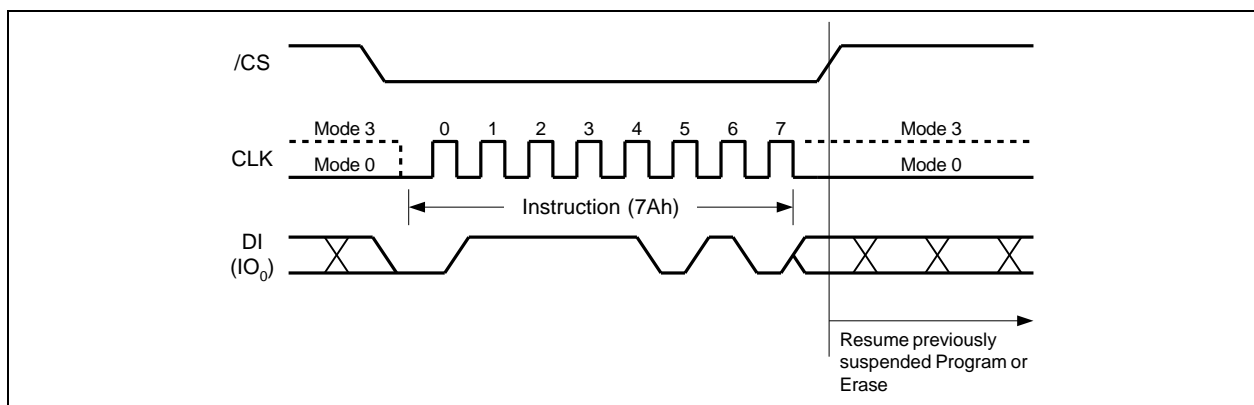 /CS
Mode 3
0 1 2 3 4 5 6 7
Mode 3
CLK
Mode 0
Mode 0
Instruction (7Ah)
DI
(IO0)
Resume previously
suspended Program or
Erase